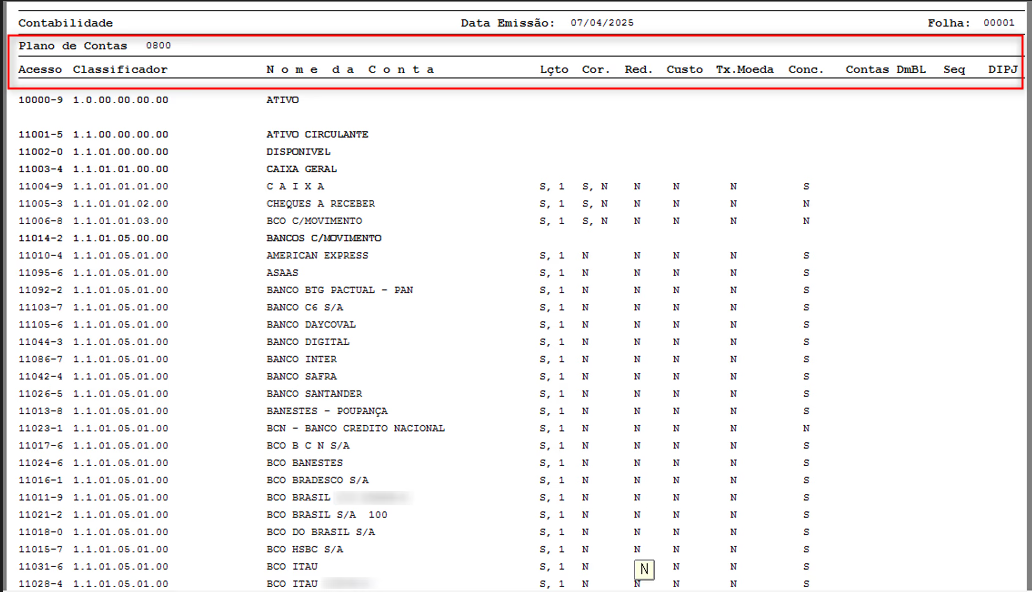 Contabilidade Data Emissão: 07/04/2025 Folha: 00001
Plano de Contas 0800
Acesso Classificador N o m e d a C o n t a Lçto Cor. Red. Custo Tx.Moeda Conc. Contas DmBL Seq DIPJ
10000-9 1.0.00.00.00.00 ATIVO
11001-5 1.1.00.00.00.00 ATIVO CIRCULANTE
11002-0 1.1.01.00.00.00 DISPONIVEL
11003-4 1.1.01.01.00.00 CAIXA GERAL
11004-9 1.1.01.01.01.00 C A I X A S, 1 S, N N N N S
11005-3 1.1.01.01.02.00 CHEQUES A RECEBER S, 1 S, N N N N N
11006-8 1.1.01.01.03.00 BCO C/MOVIMENTO S, 1 S, N N N N N
11014-2 1.1.01.05.00.00 BANCOS C/MOVIMENTO
11010-4 1.1.01.05.01.00 AMERICAN EXPRESS S, 1 N N N N S
11095-6 1.1.01.05.01.00 ASAAS S, 1 N N N N S
11092-2 1.1.01.05.01.00 BANCO BTG PACTUAL - PAN S, 1 N N N N S
11103-7 1.1.01.05.01.00 BANCO C6 S/A S, 1 N N N N S
11105-6 1.1.01.05.01.00 BANCO DAYCOVAL S, 1 N N N N S
11044-3 1.1.01.05.01.00 BANCO DIGITAL S, 1 N N N N S
11086-7 1.1.01.05.01.00 BANCO INTER S, 1 N N N N S
11042-4 1.1.01.05.01.00 BANCO SAFRA S, 1 N N N N S
11026-5 1.1.01.05.01.00 BANCO SANTANDER S, 1 N N N N S
11013-8 1.1.01.05.01.00 BANESTES - POUPANÇA S, 1 N N N N S
11023-1 1.1.01.05.01.00 BCN - BANCO CREDITO NACIONAL S, 1 N N N N N
11017-6 1.1.01.05.01.00 BCO B C N S/A S, 1 N N N N S
11024-6 1.1.01.05.01.00 BCO BANESTES S, 1 N N N N S
11016-1 1.1.01.05.01.00 BCO BRADESCO S/A S, 1 N N N N S
11011-9 1.1.01.05.01.00 BCO BRASIL S, 1 N N N N S
11021-2 1.1.01.05.01.00 BCO BRASIL S/A 100 S, 1 N N N N S
11018-0 1.1.01.05.01.00 BCO DO BRASIL S/A S, 1 N N N N S
11015-7 1.1.01.05.01.00 BCO HSBC S/A S, 1 N N N N S
11031-6 1.1.01.05.01.00 BCO ITAU S, 1 N N N N S
11028-4 1.1.01.05.01.00 BCO ITAU S, 1 N N N N S